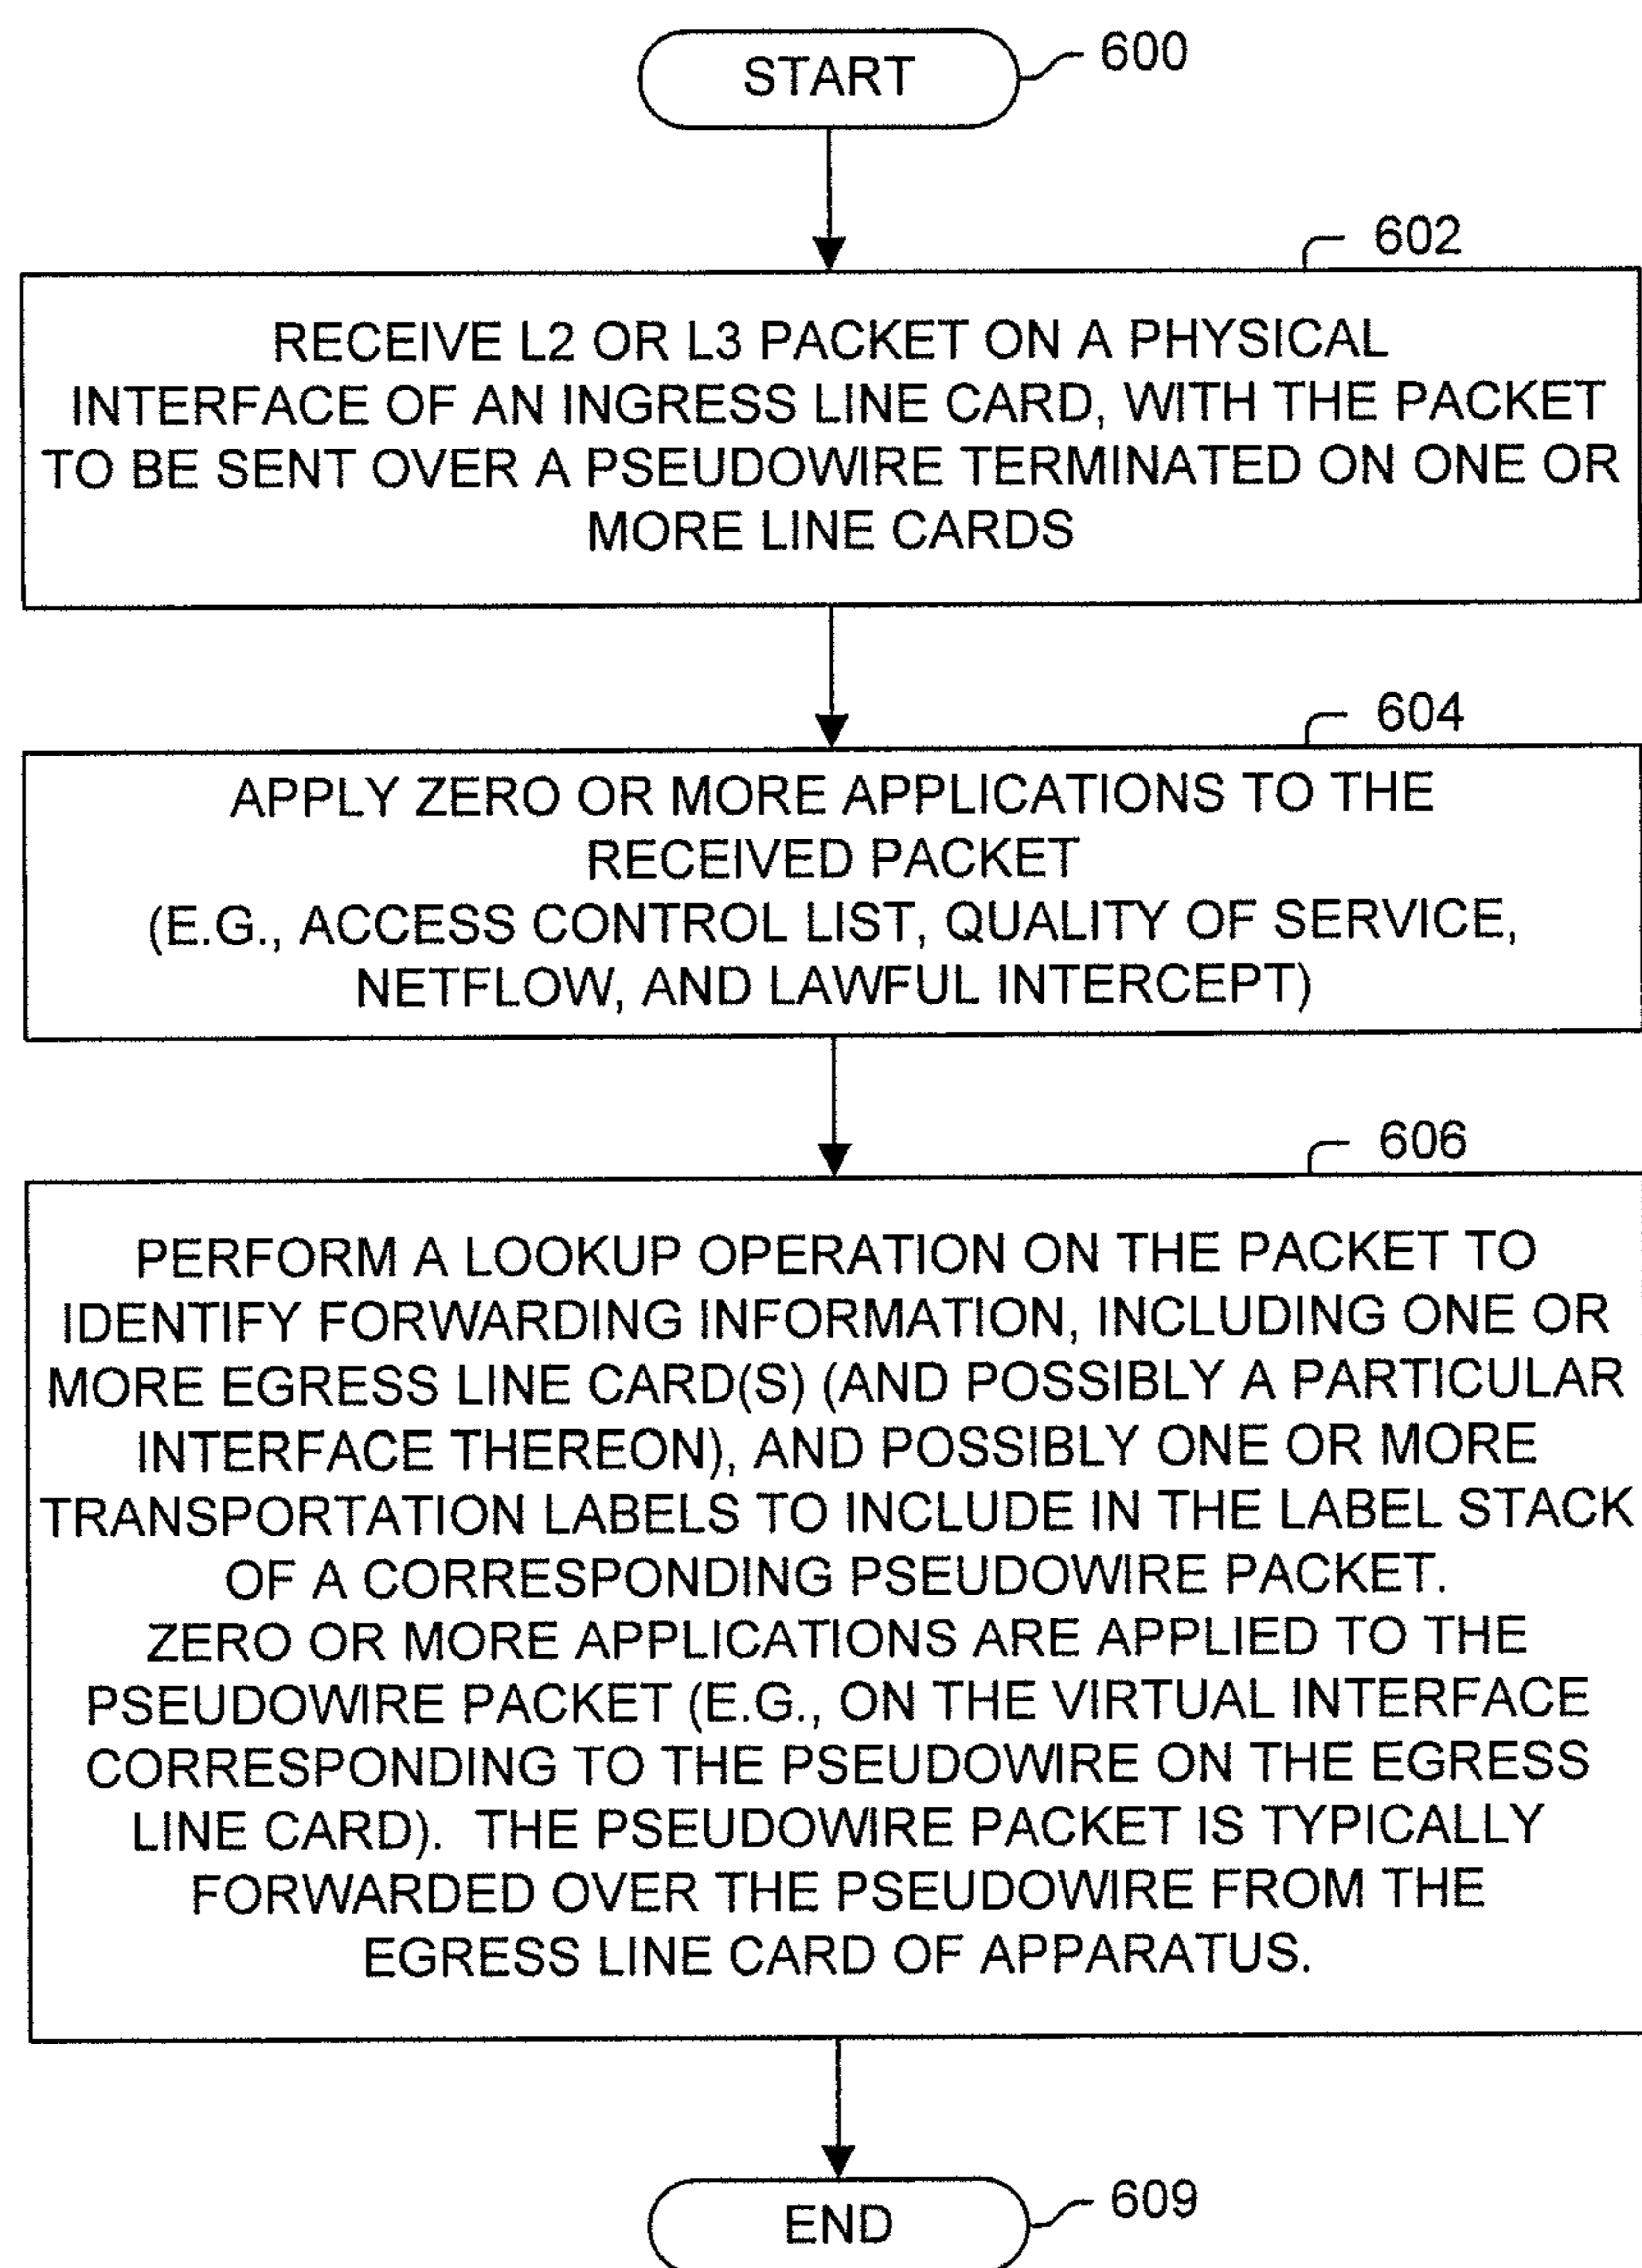 START
600
602
RECEIVE L2 OR L3 PACKET ON A PHYSICAL
INTERFACE OF AN INGRESS LINE CARD, WITH THE PACKET
TO BE SENT OVER A PSEUDOWIRE TERMINATED ON ONE OR
MORE LINE CARDS
604
APPLY ZERO OR MORE APPLICATIONS TO THE
RECEIVED PACKET
(E.G., ACCESS CONTROL LIST, QUALITY OF SERVICE,
NETFLOW, AND LAWFUL INTERCEPT)
606
PERFORM A LOOKUP OPERATION ON THE PACKET TO
IDENTIFY FORWARDING INFORMATION, INCLUDING ONE OR
MORE EGRESS LINE CARD(S) (AND POSSIBLY A PARTICULAR
INTERFACE THEREON), AND POSSIBLY ONE OR MORE
TRANSPORTATION LABELS TO INCLUDE IN THE LABEL STACK
OF A CORRESPONDING PSEUDOWIRE PACKET.
ZERO OR MORE APPLICATIONS ARE APPLIED TO THE
PSEUDOWIRE PACKET (E.G., ON THE VIRTUAL INTERFACE
CORRESPONDING TO THE PSEUDOWIRE ON THE EGRESS
LINE CARD). THE PSEUDOWIRE PACKET IS TYPICALLY
FORWARDED OVER THE PSEUDOWIRE FROM THE
EGRESS LINE CARD OF APPARATUS.
END
609